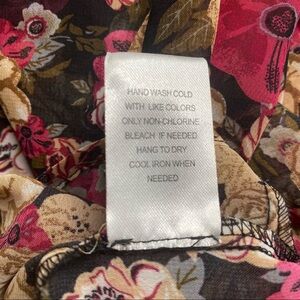 HAND WASH COLD
WITH LIKE COLORS
ONLY NON-CHLORINE
BLEACH IF NEEDED
HANG TO DRY
COOL IRON WHEN
NEEDED